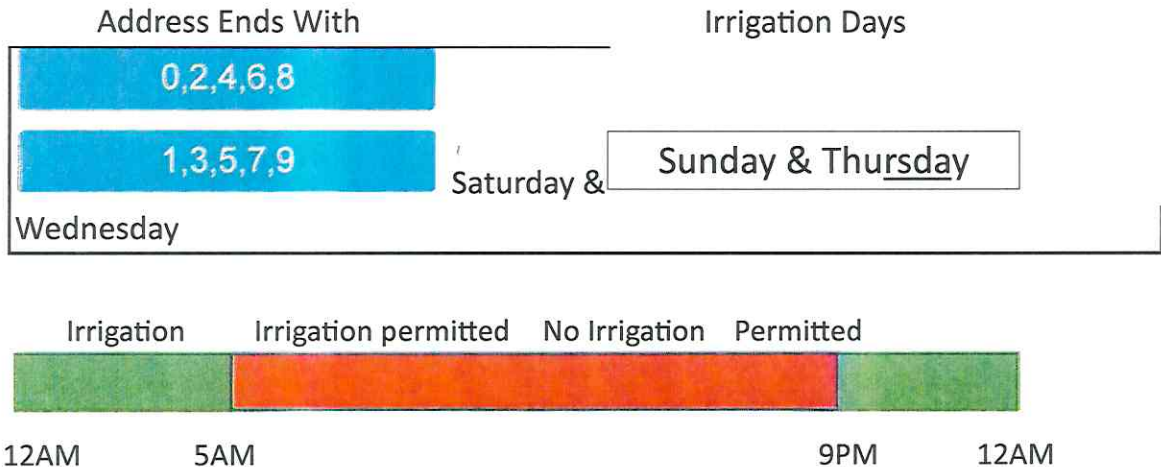 Address Ends With Irrigation Days
0,2,4,6,8
1,3,5,7,9
Saturday & Sunday & Thursday
Wednesday
Irrigation Irrigation permitted No Irrigation Permitted
12AM 5AM 9PM 12AM